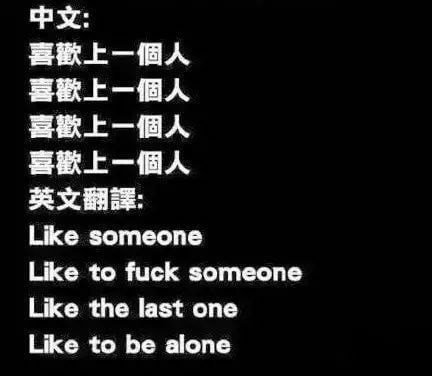 中文:
喜歡上一個人
喜歡上一個人
喜歡上一個人
喜歡上一個人
英文翻譯:
Like someone
Like to fuck someone
Like the last one
Like to be alone